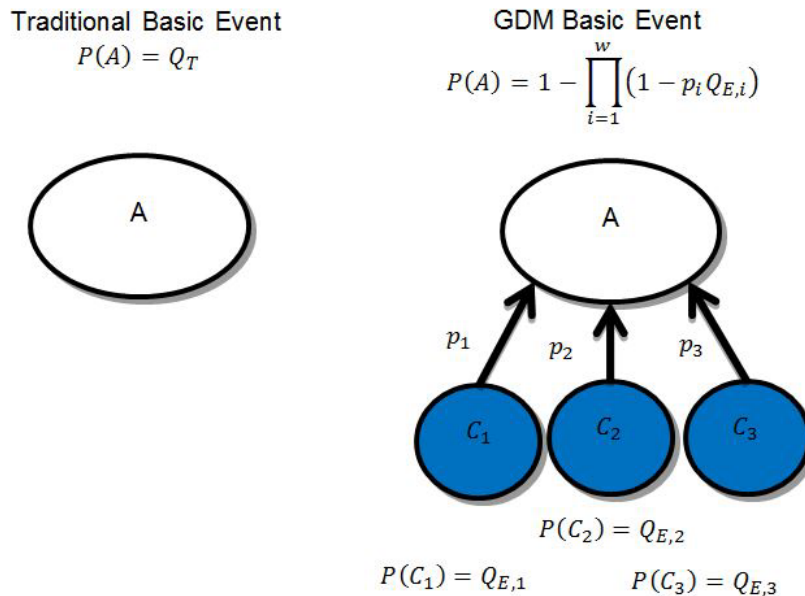 Traditional Basic Event
P(A) = Q_T
GDM Basic Event
P(A) = 1 − ∏_{i=1}^{w} (1 − p_i Q_{E,i})
A
A
p_1
p_2
p_3
C_1
C_2
C_3
P(C_2) = Q_{E,2}
P(C_1) = Q_{E,1}
P(C_3) = Q_{E,3}